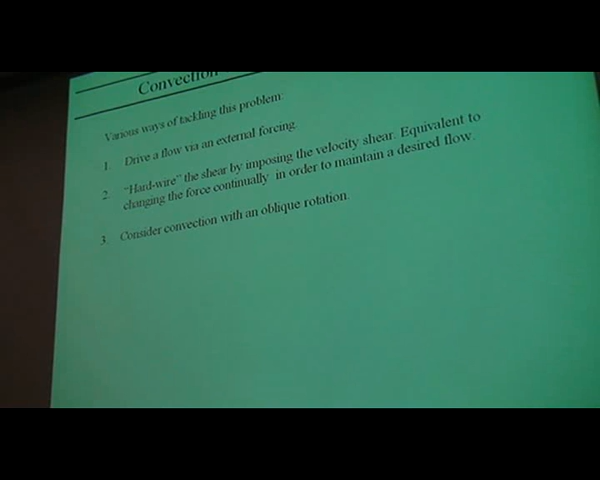 Convection
Various ways of tackling this problem:
1. Drive a flow via an external forcing.
2. “Hard-wire” the shear by imposing the velocity shear. Equivalent to
changing the force continually in order to maintain a desired flow.
3. Consider convection with an oblique rotation.